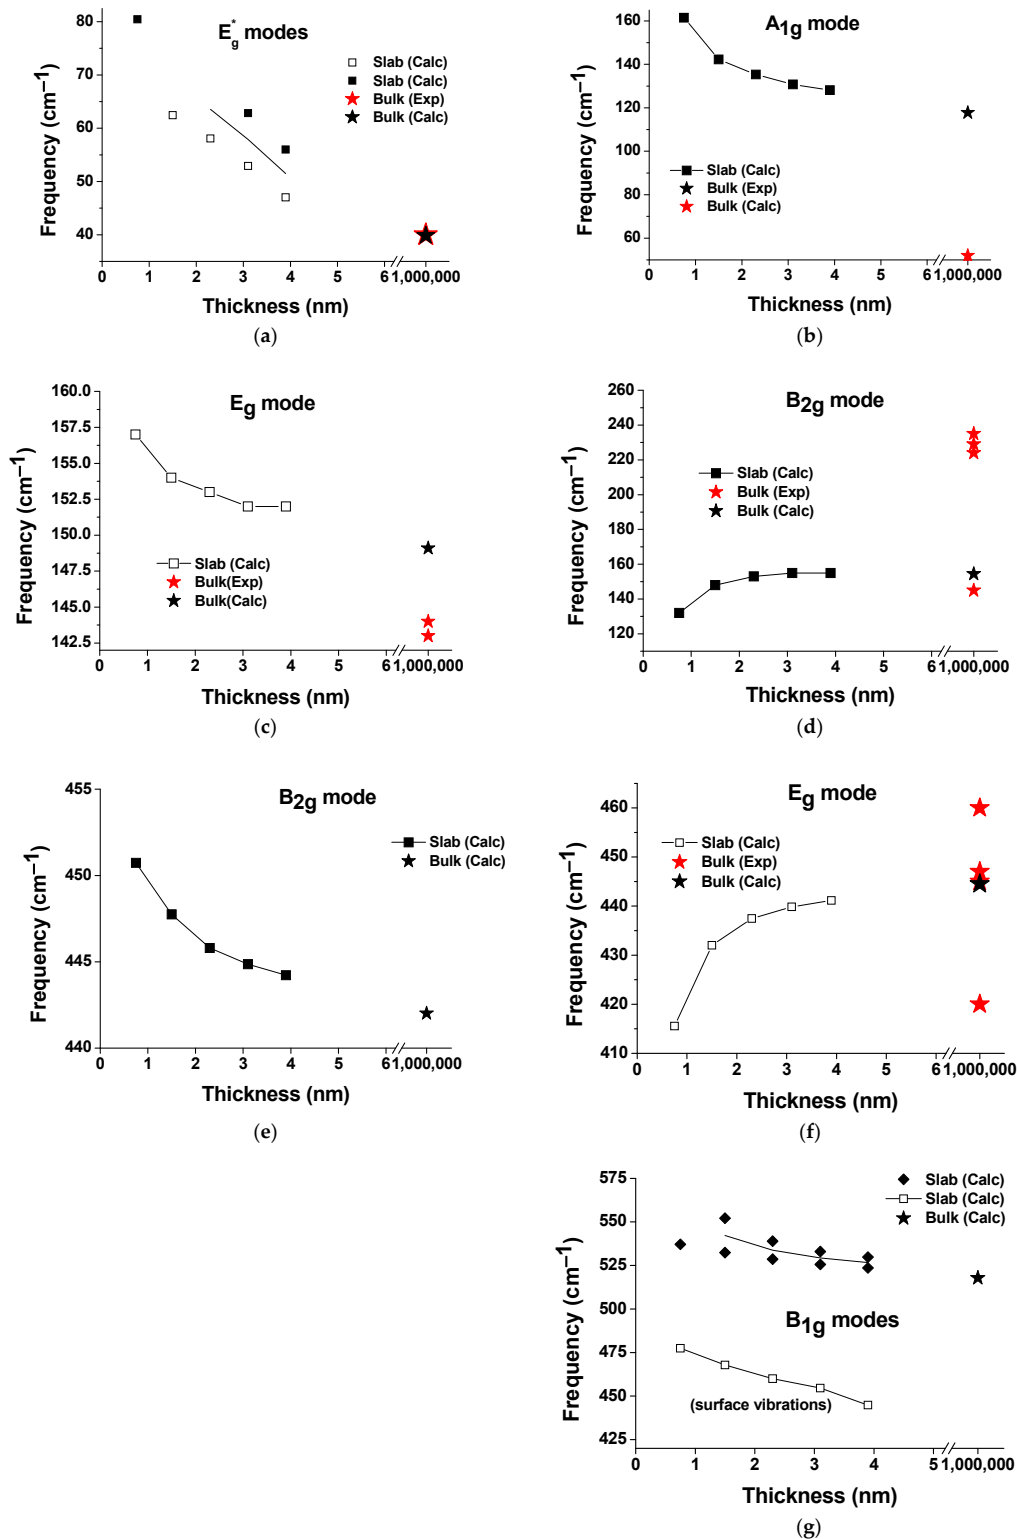 E*g modes
Slab (Calc)
Slab (Calc)
Bulk (Exp)
Bulk (Calc)
80
70
60
50
40
0 1 2 3 4 5 6 1,000,000
Frequency (cm⁻¹)
Thickness (nm)
(a)
A1g mode
Slab (Calc)
Bulk (Exp)
Bulk (Calc)
160
140
120
100
80
60
0 1 2 3 4 5 6 1,000,000
Frequency (cm⁻¹)
Thickness (nm)
(b)
Eg mode
Slab (Calc)
Bulk(Exp)
Bulk(Calc)
160.0
157.5
155.0
152.5
150.0
147.5
145.0
142.5
0 1 2 3 4 5 6 1,000,000
Frequency (cm⁻¹)
Thickness (nm)
(c)
B2g mode
Slab (Calc)
Bulk (Exp)
Bulk (Calc)
260
240
220
200
180
160
140
120
0 1 2 3 4 5 6 1,000,000
Frequency (cm⁻¹)
Thickness (nm)
(d)
B2g mode
Slab (Calc)
Bulk (Calc)
455
450
445
440
0 1 2 3 4 5 6 1,000,000
Frequency (cm⁻¹)
Thickness (nm)
(e)
Eg mode
Slab (Calc)
Bulk (Exp)
Bulk (Calc)
460
450
440
430
420
410
0 1 2 3 4 5 6 1,000,000
Frequency (cm⁻¹)
Thickness (nm)
(f)
Slab (Calc)
Slab (Calc)
Bulk (Calc)
575
550
525
500
475
450
425
B1g modes
(surface vibrations)
0 1 2 3 4 5 1,000,000
Frequency (cm⁻¹)
Thickness (nm)
(g)